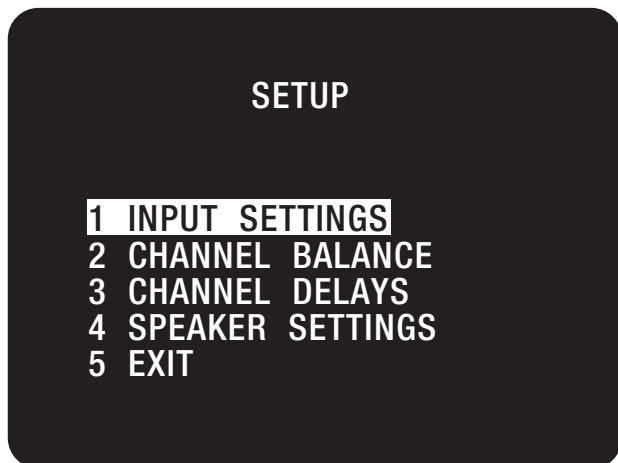 SETUP
1 INPUT SETTINGS
2 CHANNEL BALANCE
3 CHANNEL DELAYS
4 SPEAKER SETTINGS
5 EXIT